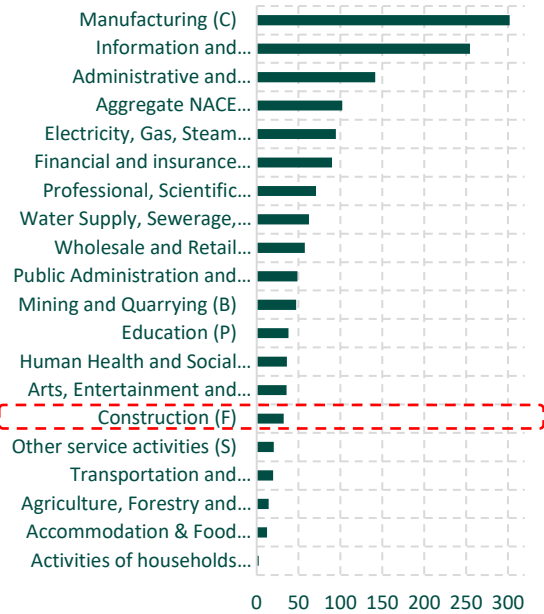 Manufacturing (C)
Information and...
Administrative and...
Aggregate NACE...
Electricity, Gas, Steam...
Financial and insurance...
Professional, Scientific...
Water Supply, Sewerage,...
Wholesale and Retail...
Public Administration and...
Mining and Quarrying (B)
Education (P)
Human Health and Social...
Arts, Entertainment and...
Construction (F)
Other service activities (S)
Transportation and...
Agriculture, Forestry and...
Accommodation & Food...
Activities of households...
0 50 100 150 200 250 300